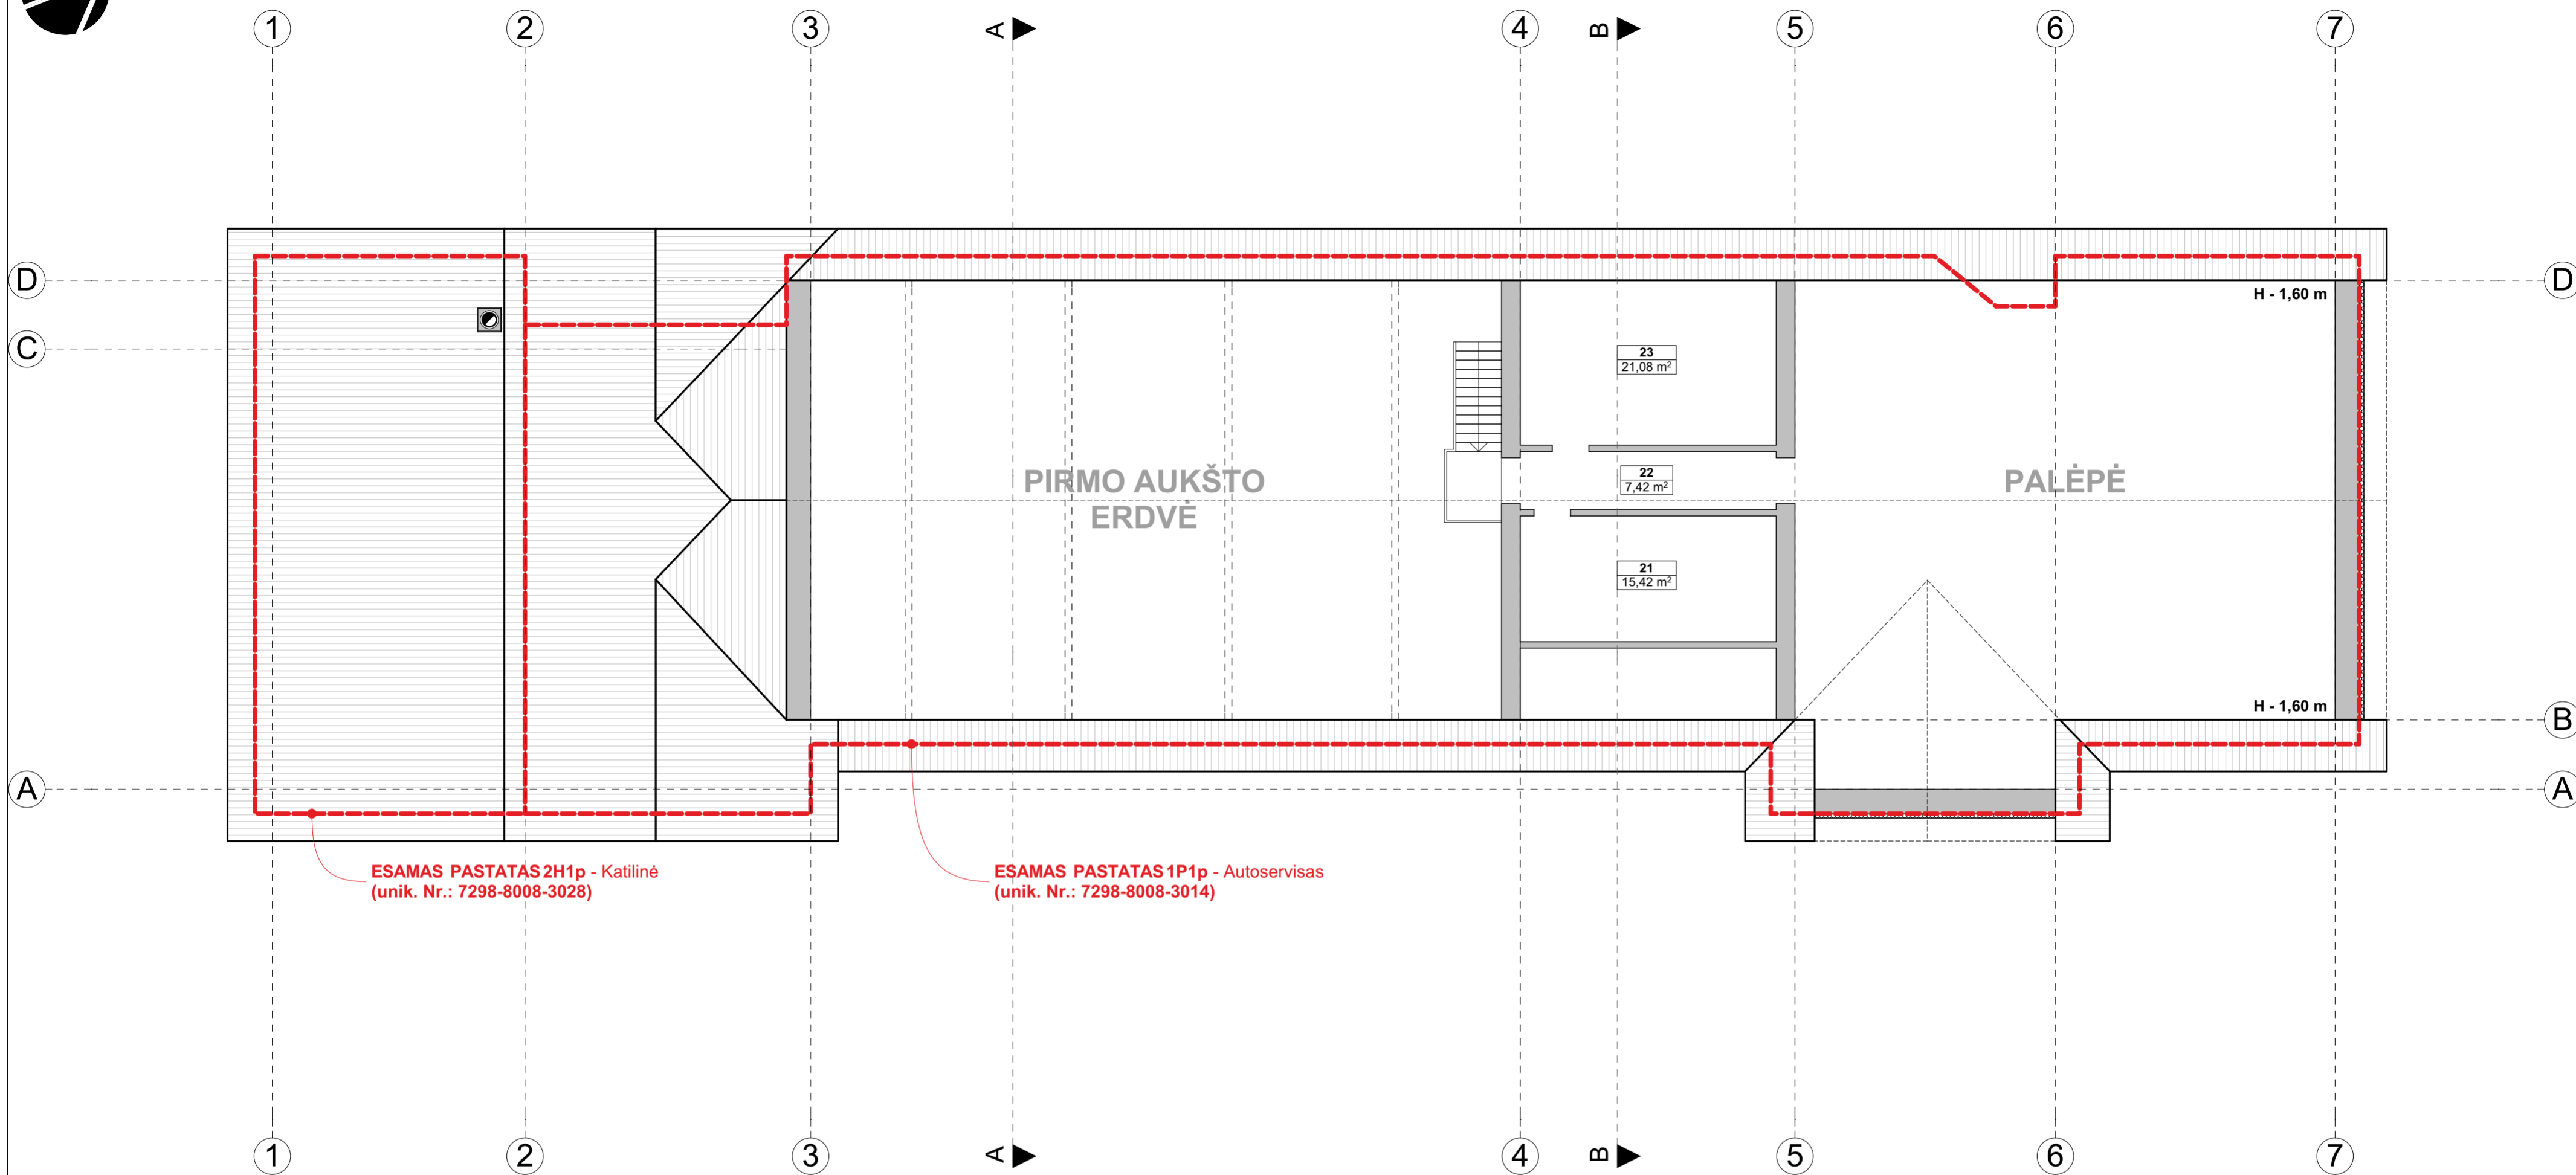 1 2 3 A 4 B 5 6 7
D D
H - 1,60 m
C
23
21,08 m²
22
7,42 m²
PIRMO AUKŠTO
ERDVĖ
PALĖPĖ
21
15,42 m²
H - 1,60 m
B
A A
ESAMAS PASTATAS 2H1p - Katilinė
(unik. Nr.: 7298-8008-3028)
ESAMAS PASTATAS 1P1p - Autoservisas
(unik. Nr.: 7298-8008-3014)
1 2 3 A 4 B 5 6 7